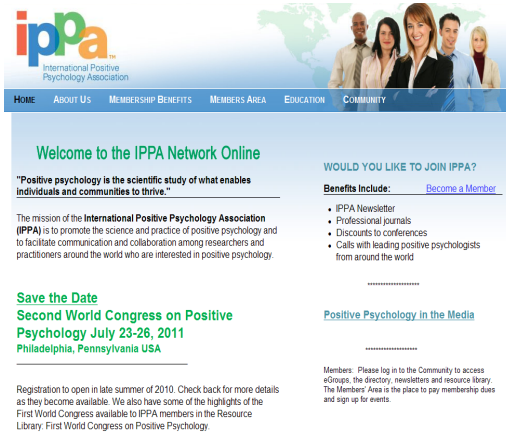 ippa™
International Positive
Psychology Association
HOME ABOUT US MEMBERSHIP BENEFITS MEMBERS AREA EDUCATION COMMUNITY
Welcome to the IPPA Network Online
"Positive psychology is the scientific study of what enables
individuals and communities to thrive."
The mission of the International Positive Psychology Association
(IPPA) is to promote the science and practice of positive psychology and
to facilitate communication and collaboration among researchers and
practitioners around the world who are interested in positive psychology.
Save the Date
Second World Congress on Positive
Psychology July 23-26, 2011
Philadelphia, Pennsylvania USA
Registration to open in late summer of 2010. Check back for more details
as they become available. We also have some of the highlights of the
First World Congress available to IPPA members in the Resource
Library: First World Congress on Positive Psychology.
WOULD YOU LIKE TO JOIN IPPA?
Benefits Include: Become a Member
• IPPA Newsletter
• Professional journals
• Discounts to conferences
• Calls with leading positive psychologists
from around the world
********************
Positive Psychology in the Media
********************
Members: Please log in to the Community to access
eGroups, the directory, newsletters and resource library.
The Members' Area is the place to pay membership dues
and sign up for events.